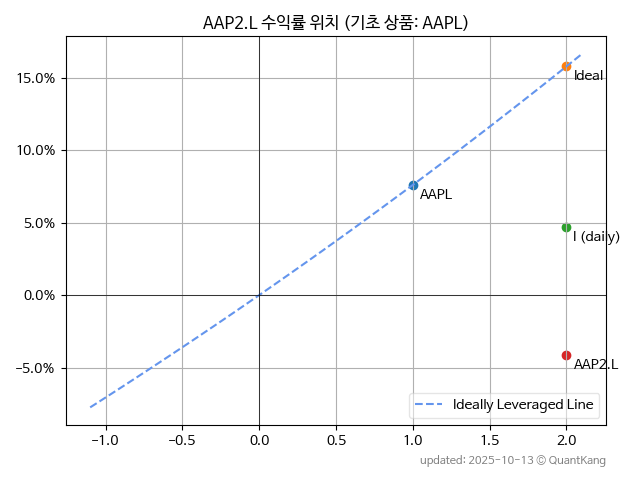 AAP2.L 수익률 위치 (기초 상품: AAPL)
15.0%
10.0%
5.0%
0.0%
−5.0%
Ideal
AAPL
I (daily)
AAP2.L
Ideally Leveraged Line
−1.0 −0.5 0.0 0.5 1.0 1.5 2.0
updated: 2025-10-13 © QuantKang